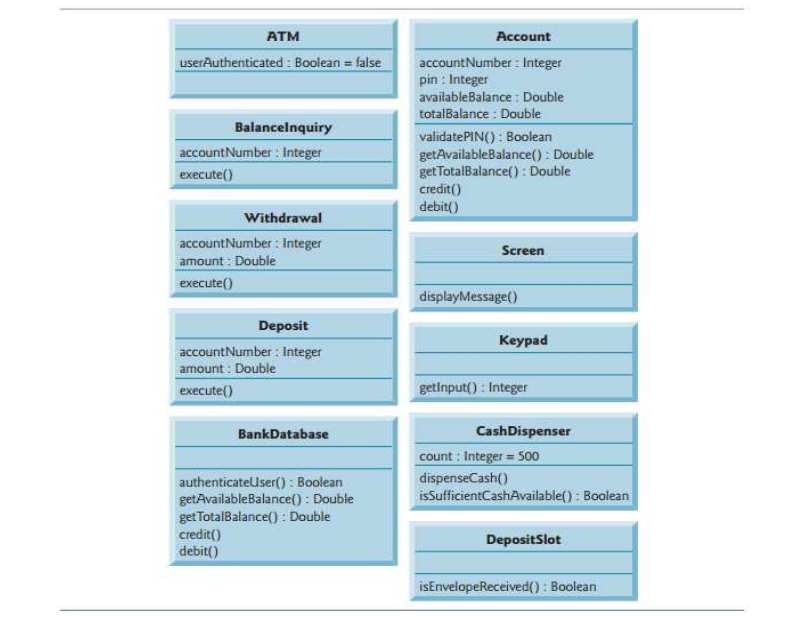 ATM
userAuthenticated : Boolean = false
BalanceInquiry
accountNumber : Integer
execute()
Withdrawal
accountNumber : Integer
amount : Double
execute()
Deposit
accountNumber : Integer
amount : Double
execute()
BankDatabase
authenticateUser() : Boolean
getAvailableBalance() : Double
getTotalBalance() : Double
credit()
debit()
Account
accountNumber : Integer
pin : Integer
availableBalance : Double
totalBalance : Double
validatePIN() : Boolean
getAvailableBalance() : Double
getTotalBalance() : Double
credit()
debit()
Screen
displayMessage()
Keypad
getInput() : Integer
CashDispenser
count : Integer = 500
dispenseCash()
isSufficientCashAvailable() : Boolean
DepositSlot
isEnvelopeReceived() : Boolean